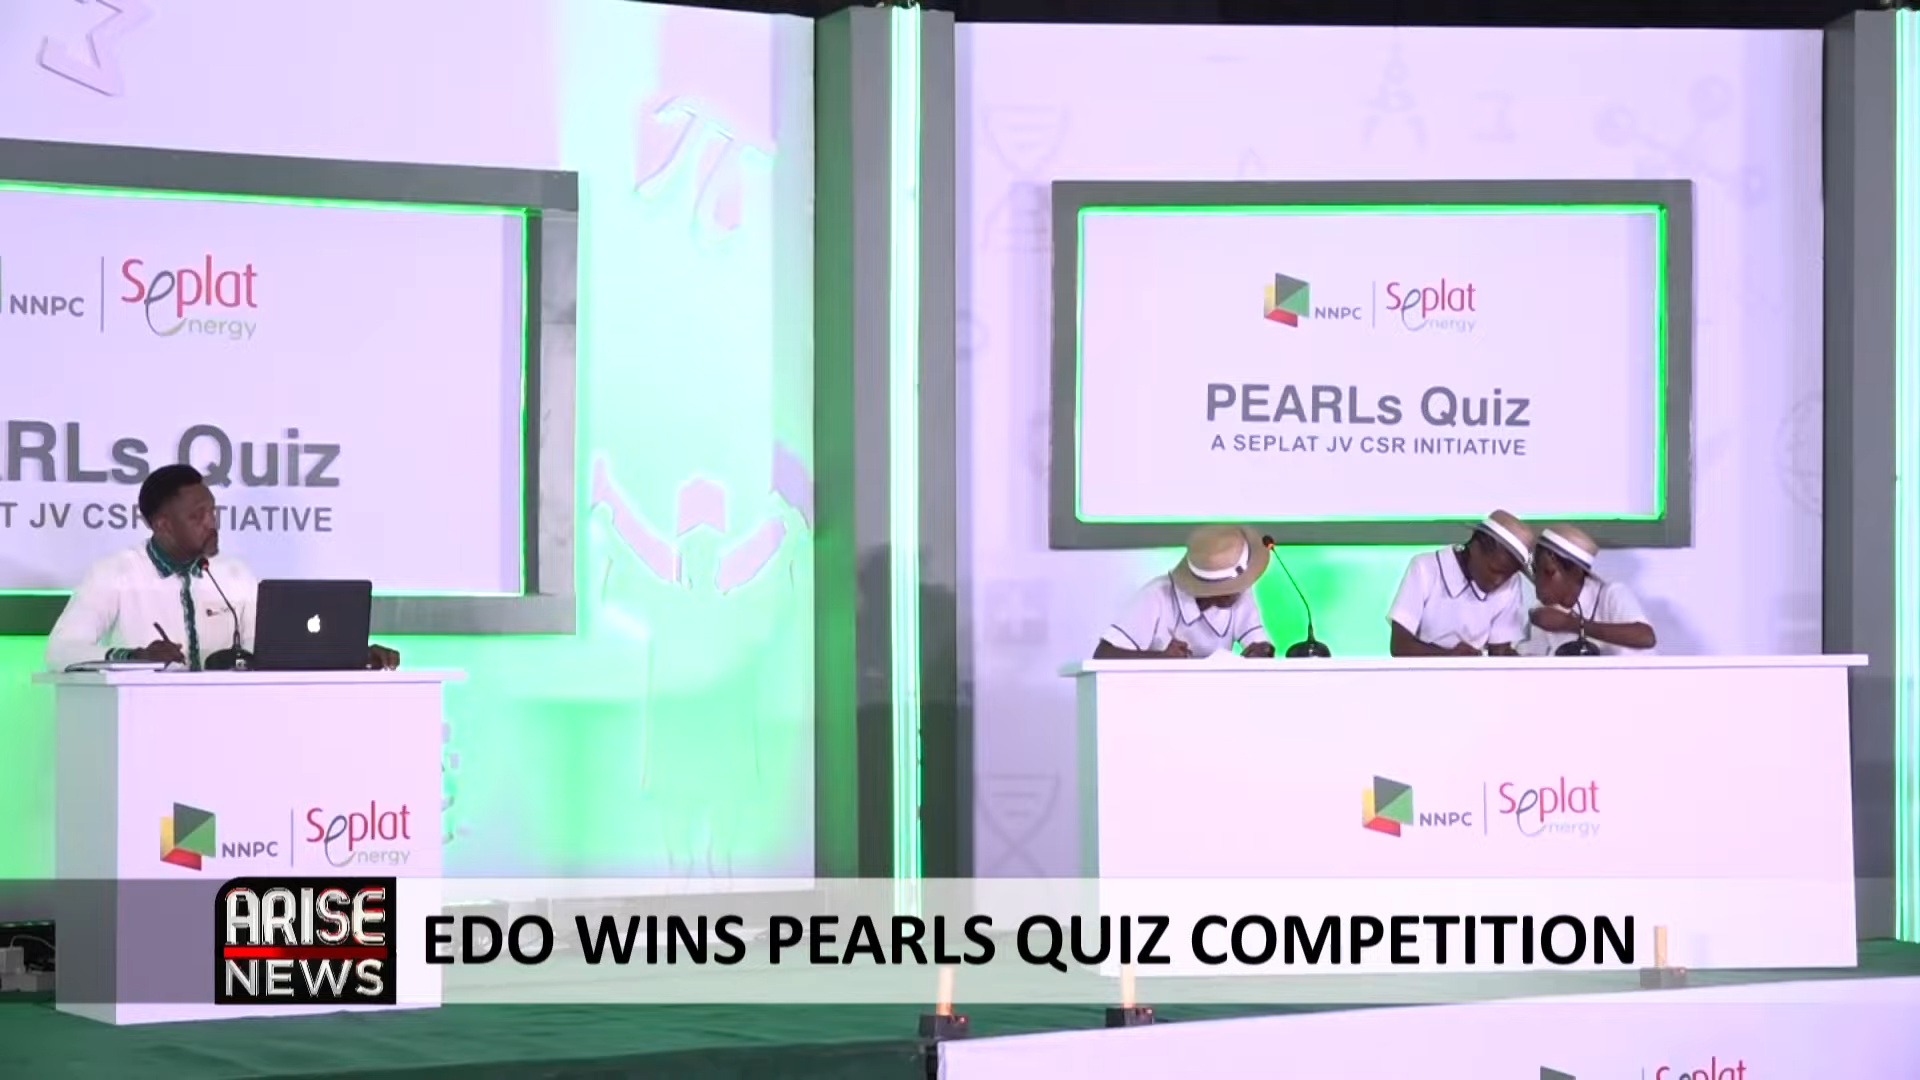 NNPC
Seplat
energy
RLs Quiz
T JV CSR
TIATIVE
NNPC
Seplat
energy
PEARLs Quiz
A SEPLAT JV CSR INITIATIVE
NNPC
Seplat
energy
NNPC
Seplat
energy
ARISE
NEWS
EDO WINS PEARLS QUIZ COMPETITION
Seplat